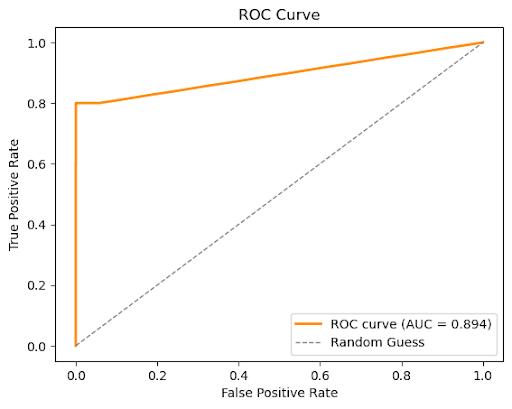 ROC Curve
True Positive Rate
1.0
0.8
0.6
0.4
0.2
0.0
ROC curve (AUC = 0.894)
Random Guess
0.0 0.2 0.4 0.6 0.8 1.0
False Positive Rate